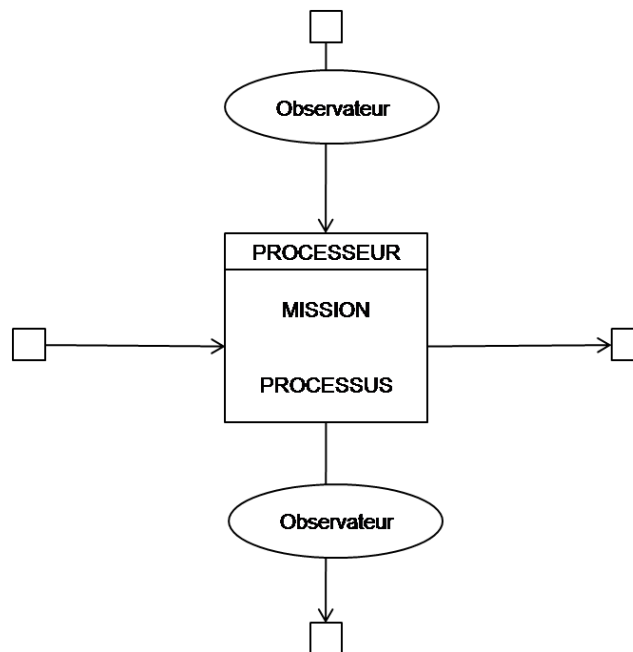 Observateur
PROCESSEUR
MISSION
PROCESSUS
Observateur